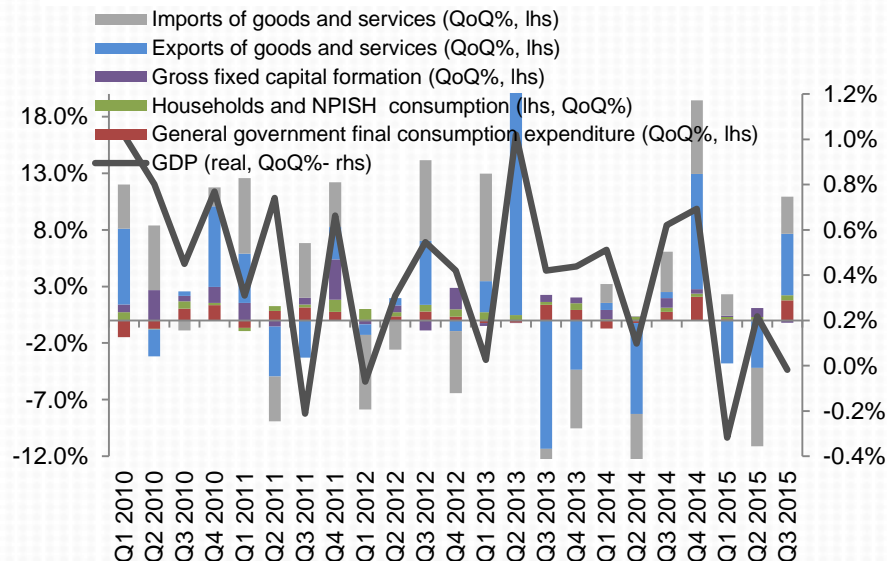 Imports of goods and services (QoQ%, lhs)
Exports of goods and services (QoQ%, lhs)
Gross fixed capital formation (QoQ%, lhs)
Households and NPISH  consumption (lhs, QoQ%)
General government final consumption expenditure (QoQ%, lhs)
GDP (real, QoQ%- rhs)
18.0%
13.0%
8.0%
3.0%
-2.0%
-7.0%
-12.0%
1.2%
1.0%
0.8%
0.6%
0.4%
0.2%
0.0%
-0.2%
-0.4%
Q1 2010
Q2 2010
Q3 2010
Q4 2010
Q1 2011
Q2 2011
Q3 2011
Q4 2011
Q1 2012
Q2 2012
Q3 2012
Q4 2012
Q1 2013
Q2 2013
Q3 2013
Q4 2013
Q1 2014
Q2 2014
Q3 2014
Q4 2014
Q1 2015
Q2 2015
Q3 2015